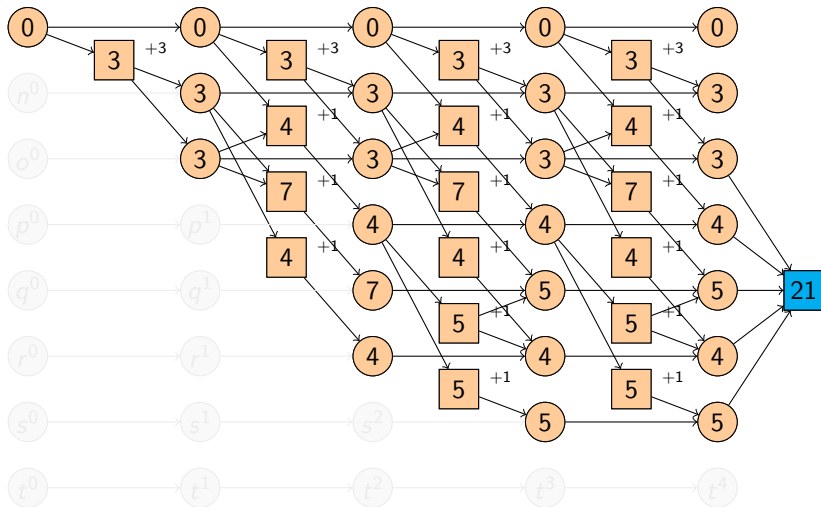 0 0 0 0 0
3 +3 3 +3 3 +3 3 +3
n⁰ 3 3 3 3
4 +1 4 +1 4 +1
o⁰ 3 3 3 3
7 +1 7 +1 7 +1
p⁰ p¹ 4 4 4
4 +1 4 +1 4 +1
q⁰ q¹ 7 5 5 21
5 +1 5 +1
r⁰ r¹ 4 4 4
5 +1 5 +1
s⁰ s¹ s² 5 5
t⁰ t¹ t² t³ t⁴